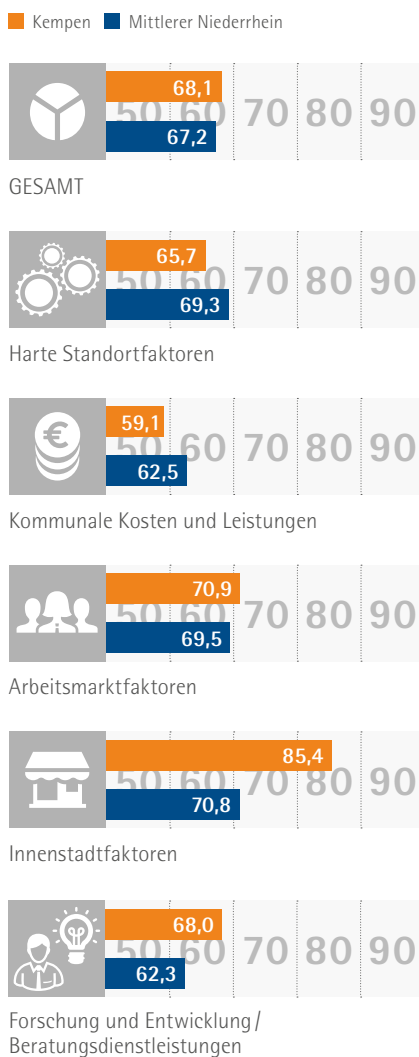 Kempen Mittlerer Niederrhein
68,1
50 60 70 80 90
67,2
GESAMT
65,7
50 60 70 80 90
69,3
Harte Standortfaktoren
59,1
50 60 70 80 90
62,5
Kommunale Kosten und Leistungen
70,9
50 60 70 80 90
69,5
Arbeitsmarktfaktoren
85,4
50 60 70 80 90
70,8
Innenstadtfaktoren
68,0
50 60 70 80 90
62,3
Forschung und Entwicklung /
Beratungsdienstleistungen